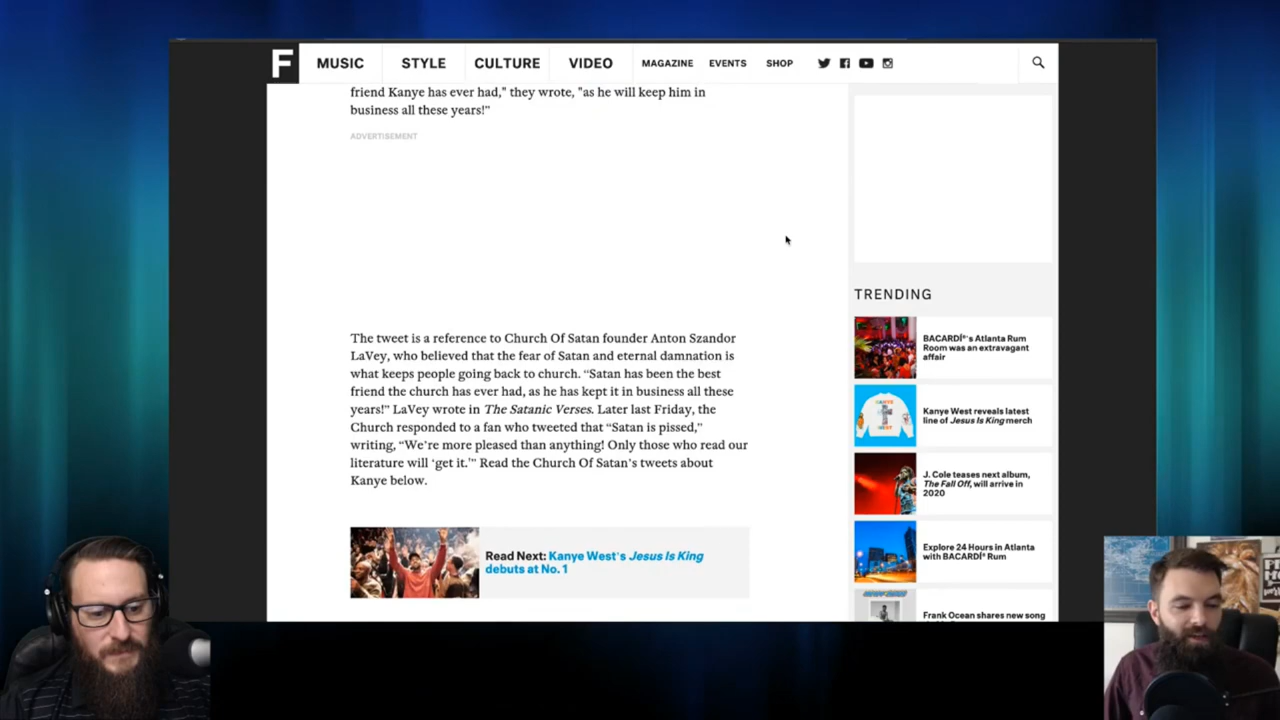 F MUSIC STYLE CULTURE VIDEO MAGAZINE EVENTS SHOP
friend Kanye has ever had," they wrote, "as he will keep him in
business all these years!"
ADVERTISEMENT
The tweet is a reference to Church Of Satan founder Anton Szandor
LaVey, who believed that the fear of Satan and eternal damnation is
what keeps people going back to church. “Satan has been the best
friend the church has ever had, as he has kept it in business all these
years!” LaVey wrote in The Satanic Verses. Later last Friday, the
Church responded to a fan who tweeted that “Satan is pissed,”
writing, “We’re more pleased than anything! Only those who read our
literature will ‘get it.’” Read the Church Of Satan’s tweets about
Kanye below.
Read Next: Kanye West’s Jesus Is King
debuts at No. 1
TRENDING
BACARDÍ®’s Atlanta Rum
Room was an extravagant
affair
Kanye West reveals latest
line of Jesus Is King merch
J. Cole teases next album,
The Fall Off, will arrive in
2020
Explore 24 Hours in Atlanta
with BACARDÍ® Rum
Frank Ocean shares new song